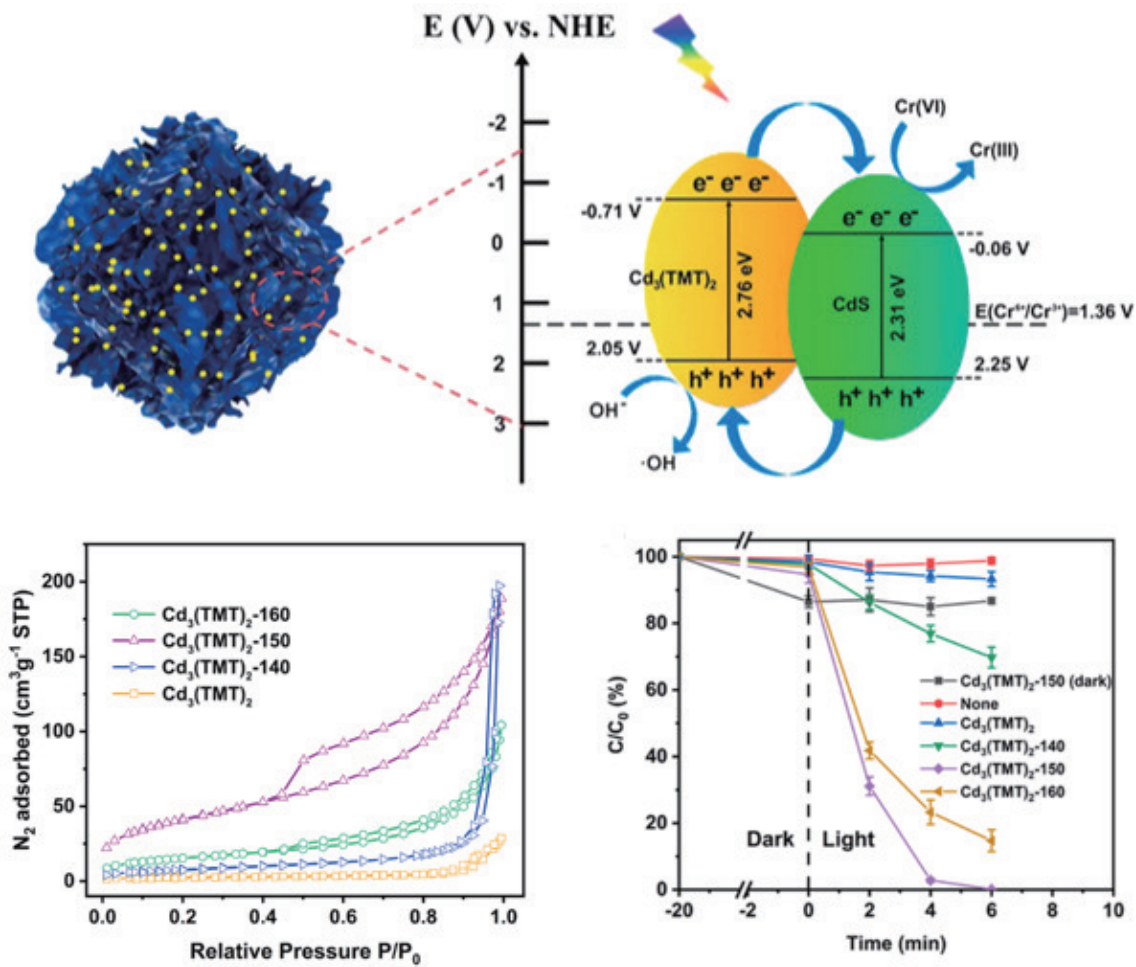 E (V) vs. NHE
-2
-1
0
1
2
3
Cr(VI)
Cr(III)
e⁻ e⁻ e⁻
-0.71 V
e⁻ e⁻ e⁻
-0.06 V
Cd₃(TMT)₂
2.76 eV
CdS
2.31 eV
E(Cr⁶⁺/Cr³⁺)=1.36 V
2.05 V
2.25 V
h⁺ h⁺ h⁺
h⁺ h⁺ h⁺
OH⁻
·OH
N₂ adsorbed (cm³g⁻¹ STP)
200
150
100
50
0
Cd₃(TMT)₂-160
Cd₃(TMT)₂-150
Cd₃(TMT)₂-140
Cd₃(TMT)₂
0.0 0.2 0.4 0.6 0.8 1.0
Relative Pressure P/P₀
C/C₀ (%)
100
80
60
40
20
0
Cd₃(TMT)₂-150 (dark)
None
Cd₃(TMT)₂
Cd₃(TMT)₂-140
Cd₃(TMT)₂-150
Cd₃(TMT)₂-160
Dark Light
-20 -2 0 2 4 6 8 10
Time (min)